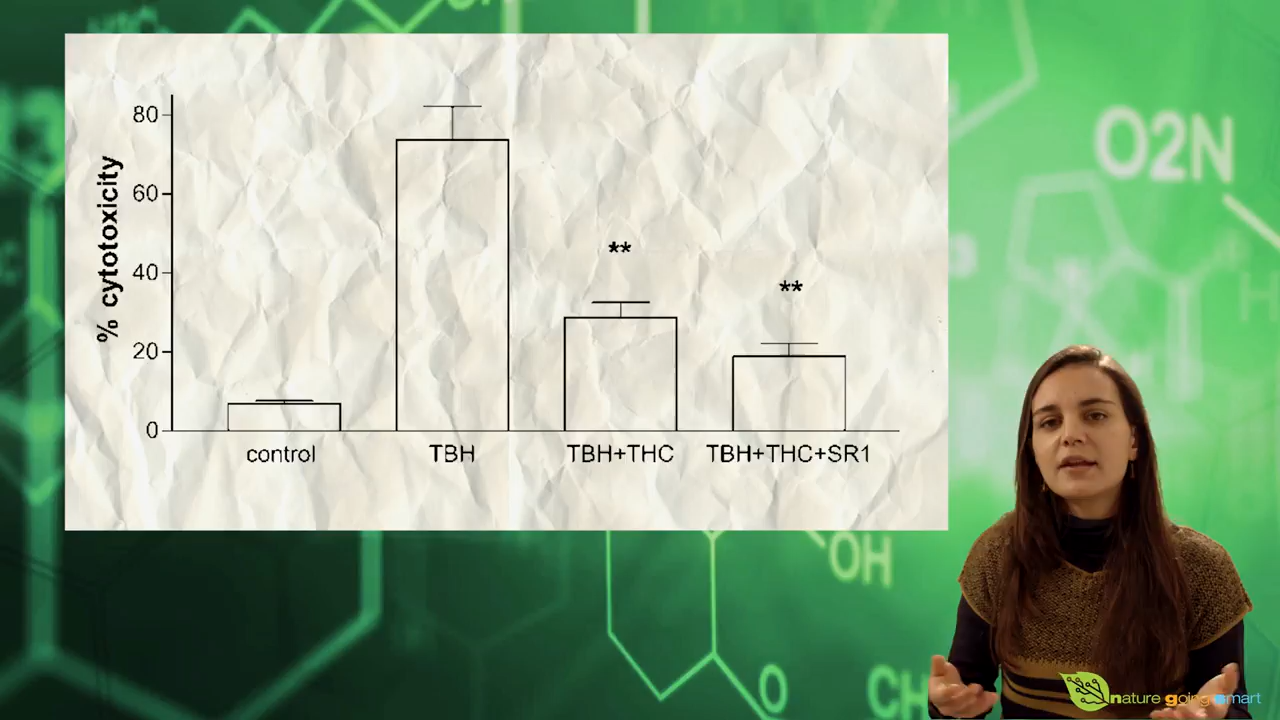 O2N
80
60
40
20
0
% cytotoxicity
**
**
control
TBH
TBH+THC
TBH+THC+SR1
OH
O
CH
nature going smart